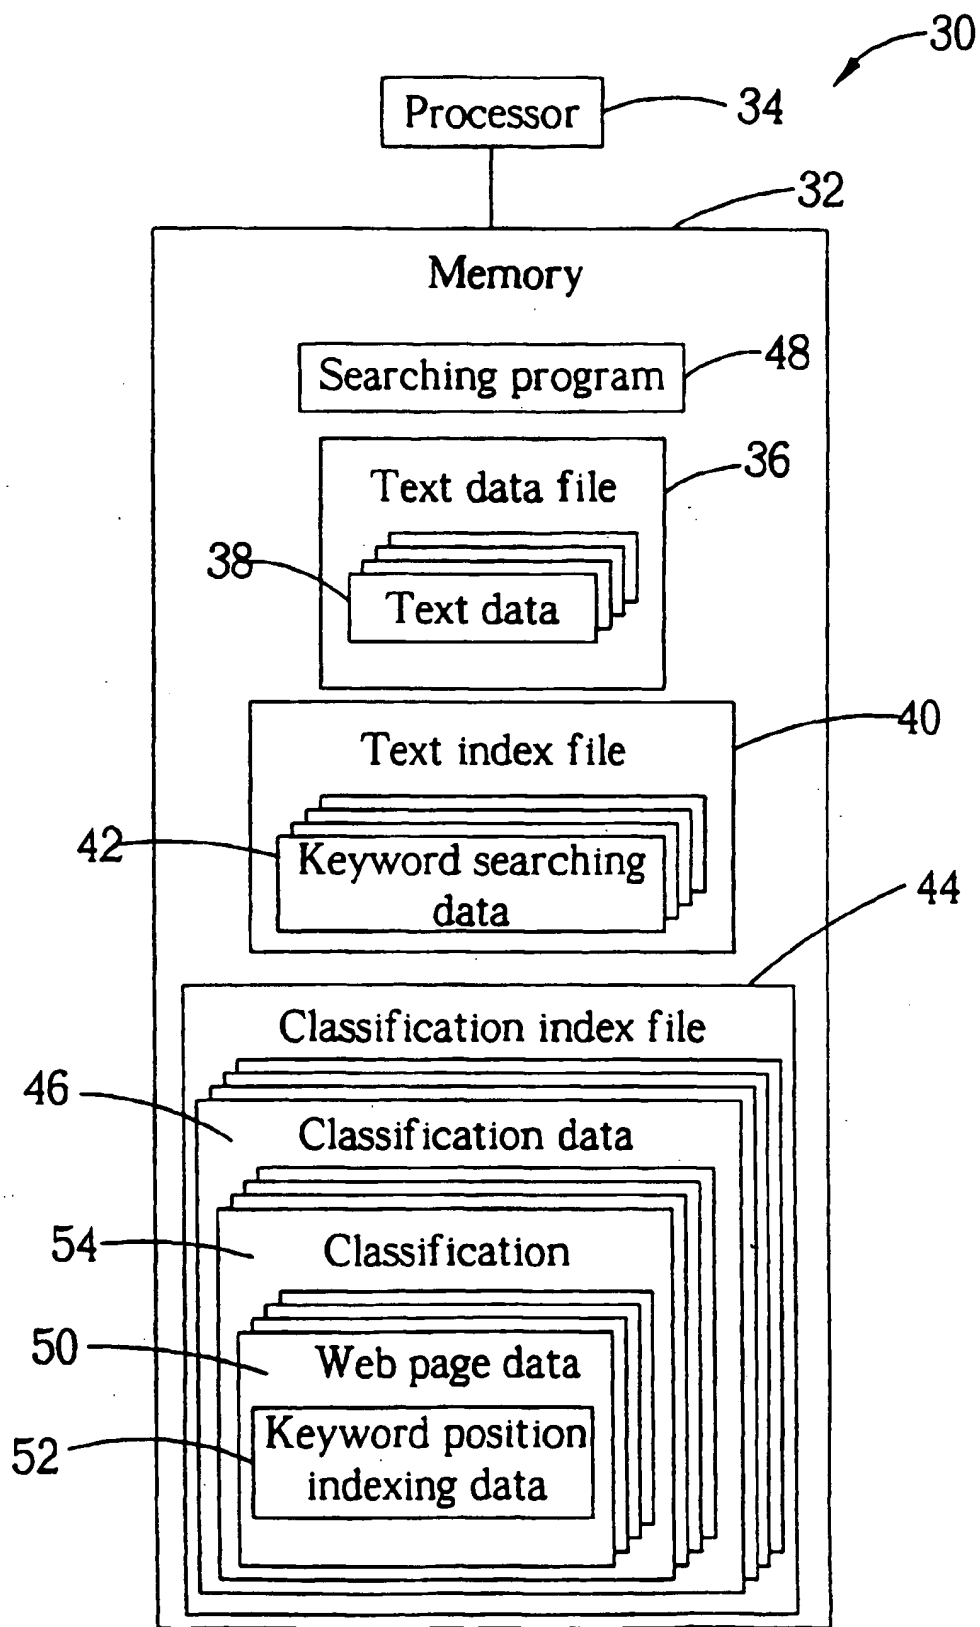 30
Processor
34
32
Memory
Searching program
48
36
Text data file
38
Text data
40
Text index file
42
Keyword searching
data
44
Classification index file
46
Classification data
54
Classification
50
Web page data
52
Keyword position
indexing data